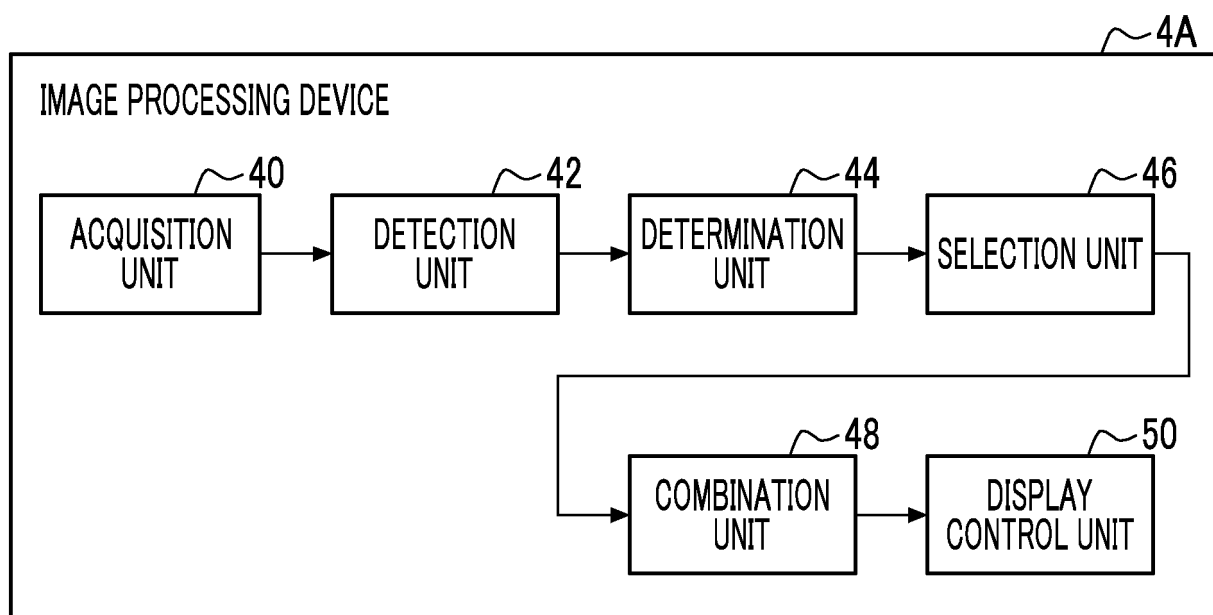 4A
IMAGE PROCESSING DEVICE
40
42
44
46
ACQUISITION
UNIT
DETECTION
UNIT
DETERMINATION
UNIT
SELECTION UNIT
48
50
COMBINATION
UNIT
DISPLAY
CONTROL UNIT